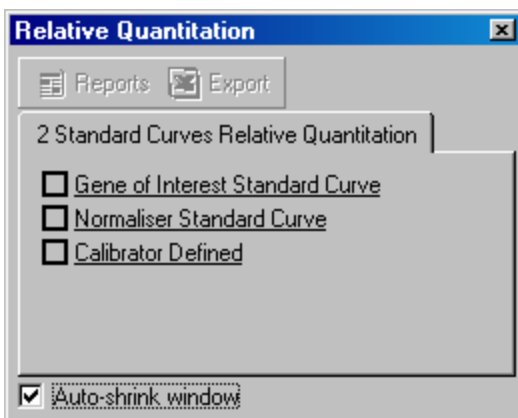 Relative Quantitation
Reports Export
2 Standard Curves Relative Quantitation
Gene of Interest Standard Curve
Normaliser Standard Curve
Calibrator Defined
Auto-shrink window